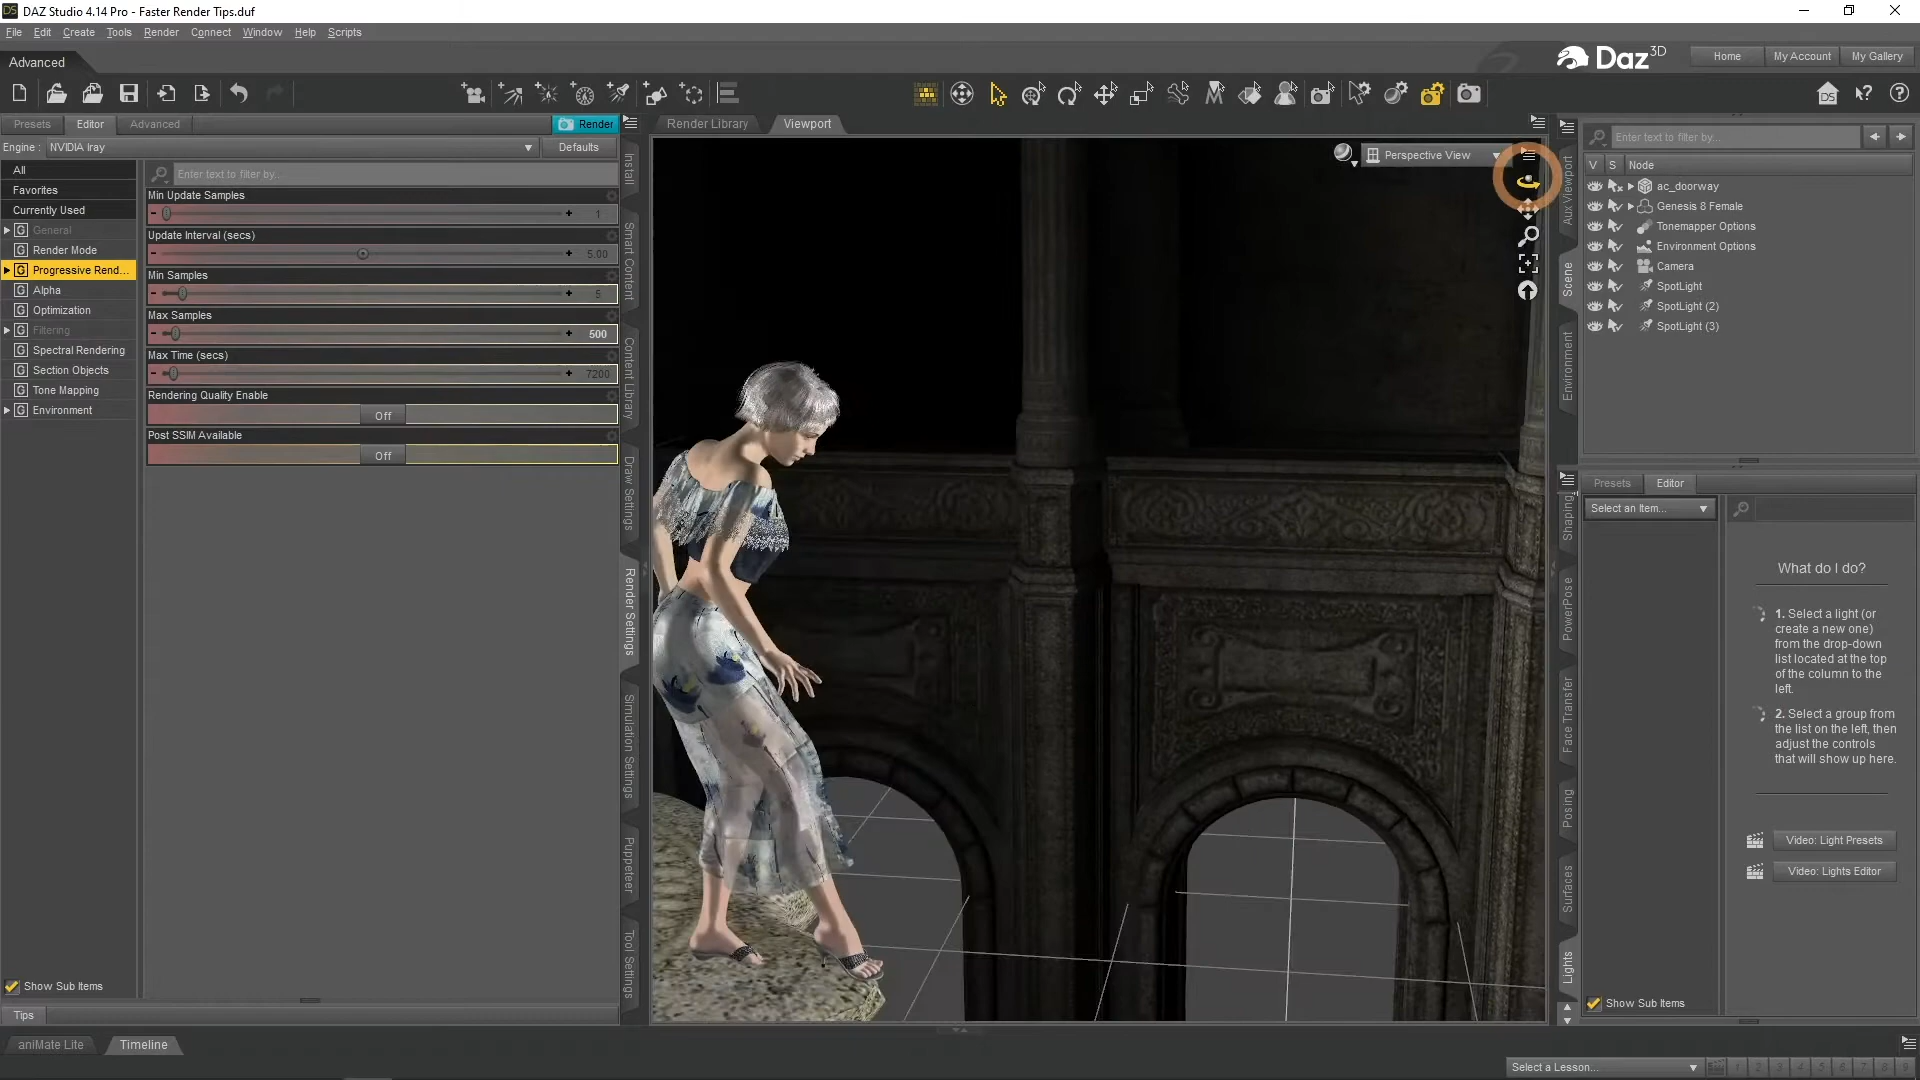 DAZ Studio 4.14 Pro - Faster Render Tips.duf
File Edit Create Tools Render Connect Window Help Scripts
Advanced
Daz 3D
Home My Account My Gallery
Presets Editor Advanced
Render
Engine : NVIDIA Iray
Defaults
All
Favorites
Currently Used
General
Render Mode
Progressive Rend...
Alpha
Optimization
Filtering
Spectral Rendering
Section Objects
Tone Mapping
Environment
Enter text to filter by...
Min Update Samples
1
Update Interval (secs)
5.00
Min Samples
5
Max Samples
500
Max Time (secs)
7200
Rendering Quality Enable
Off
Post SSIM Available
Off
Show Sub Items
Tips
aniMate Lite Timeline
Install
Smart Content
Content Library
Draw Settings
Render Settings
Simulation Settings
Puppeteer
Tool Settings
Render Library Viewport
Perspective View
Aux Viewport
Scene
Environment
Enter text to filter by...
V S Node
ac_doorway
Genesis 8 Female
Tonemapper Options
Environment Options
Camera
SpotLight
SpotLight (2)
SpotLight (3)
Shaping
PowerPose
Face Transfer
Posing
Surfaces
Lights
Presets Editor
Select an Item...
What do I do?
1. Select a light (or
create a new one)
from the drop-down
list located at the top
of the column to the
left.
2. Select a group from
the list on the left, then
adjust the controls
that will show up here.
Video: Light Presets
Video: Lights Editor
Show Sub Items
Select a Lesson...
1 2 3 4 5 6 7 8 9